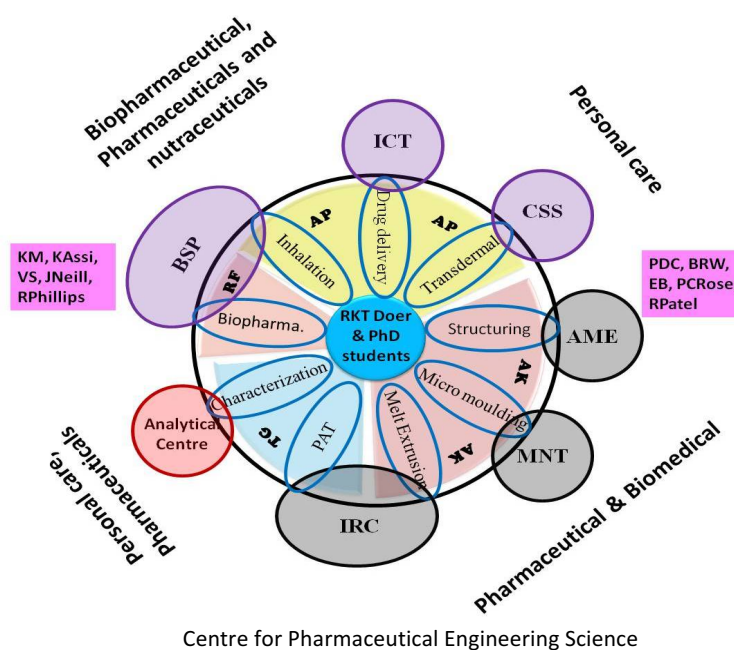 Biopharmaceutical,
Pharmaceuticals and
nutraceuticals
Personal care
ICT
CSS
BSP
AP
AP
Drug delivery
Inhalation
Transdermal
KM, KAssi,
VS, JNeill,
RPhillips
PDC, BRW,
EB, PCRose
RPatel
RF
Biopharma.
RKT Doer
& PhD
students
Structuring
AME
AK
Characterization
Micro moulding
Analytical
Centre
TG
PAT
Melt Extrusion
AK
MNT
IRC
Personal care,
pharmaceuticals
Pharmaceutical & Biomedical
Centre for Pharmaceutical Engineering Science